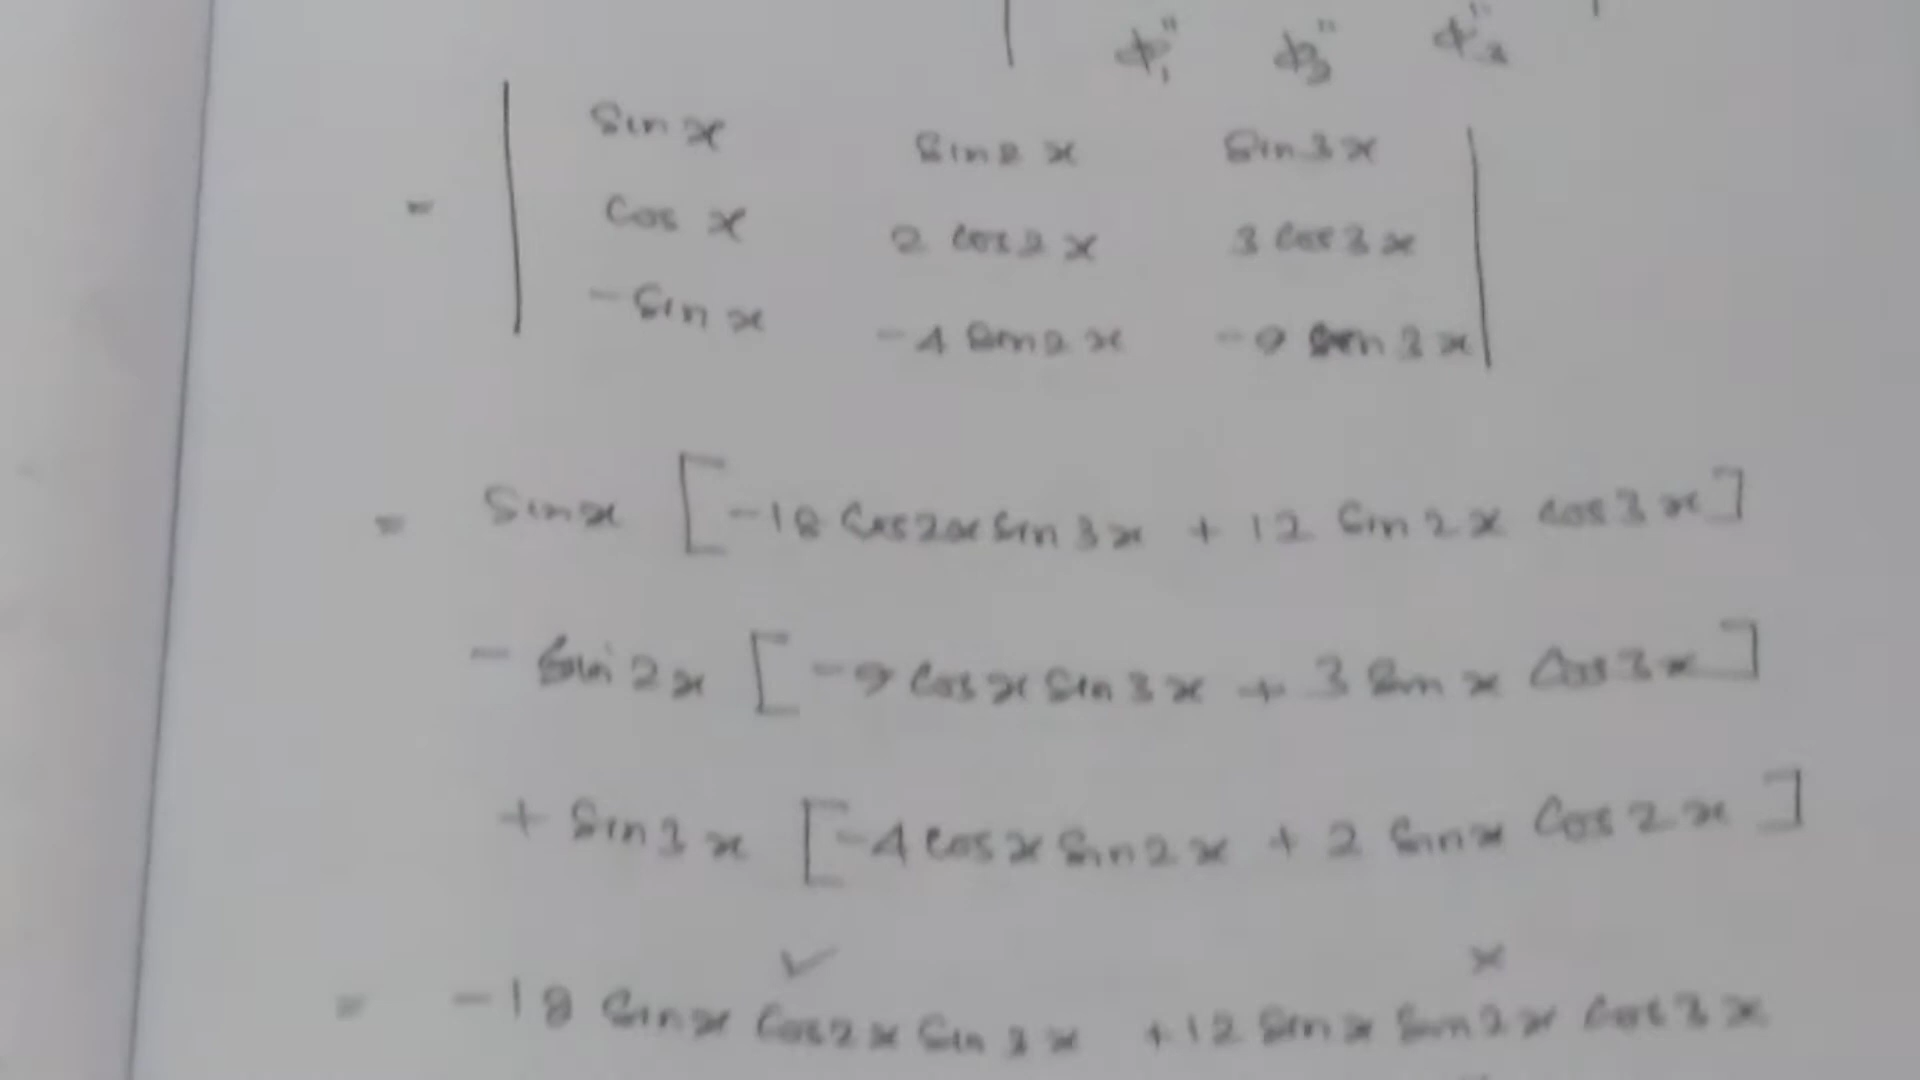 | φ₁" φ₂" φ₃" |
= | sin x sin 2x sin 3x |
| cos x 2 cos 2x 3 cos 3x |
| - sin x - 4 sin 2x - 9 sin 3x |
= sin x [ - 18 cos 2x sin 3x + 12 sin 2x cos 3x ]
- sin 2x [ - 9 cos x sin 3x + 3 sin x cos 3x ]
+ sin 3x [ - 4 cos x sin 2x + 2 sin x cos 2x ]
✓ ×
= - 18 sin x cos 2x sin 3x + 12 sin x sin 2x cos 3x